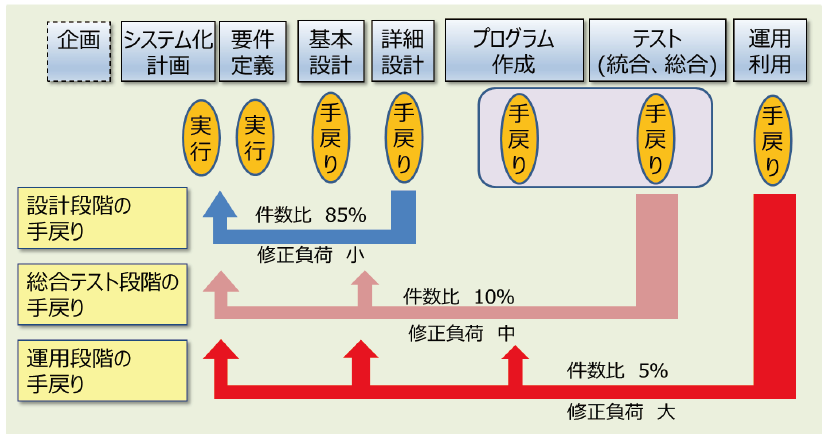 企画
システム化
計画
要件
定義
基本
設計
詳細
設計
プログラム
作成
テスト
(統合、総合)
運用
利用
実行
実行
手戻り
手戻り
手戻り
手戻り
手戻り
設計段階の
手戻り
件数比 85%
修正負荷 小
総合テスト段階の
手戻り
件数比 10%
修正負荷 中
運用段階の
手戻り
件数比 5%
修正負荷 大